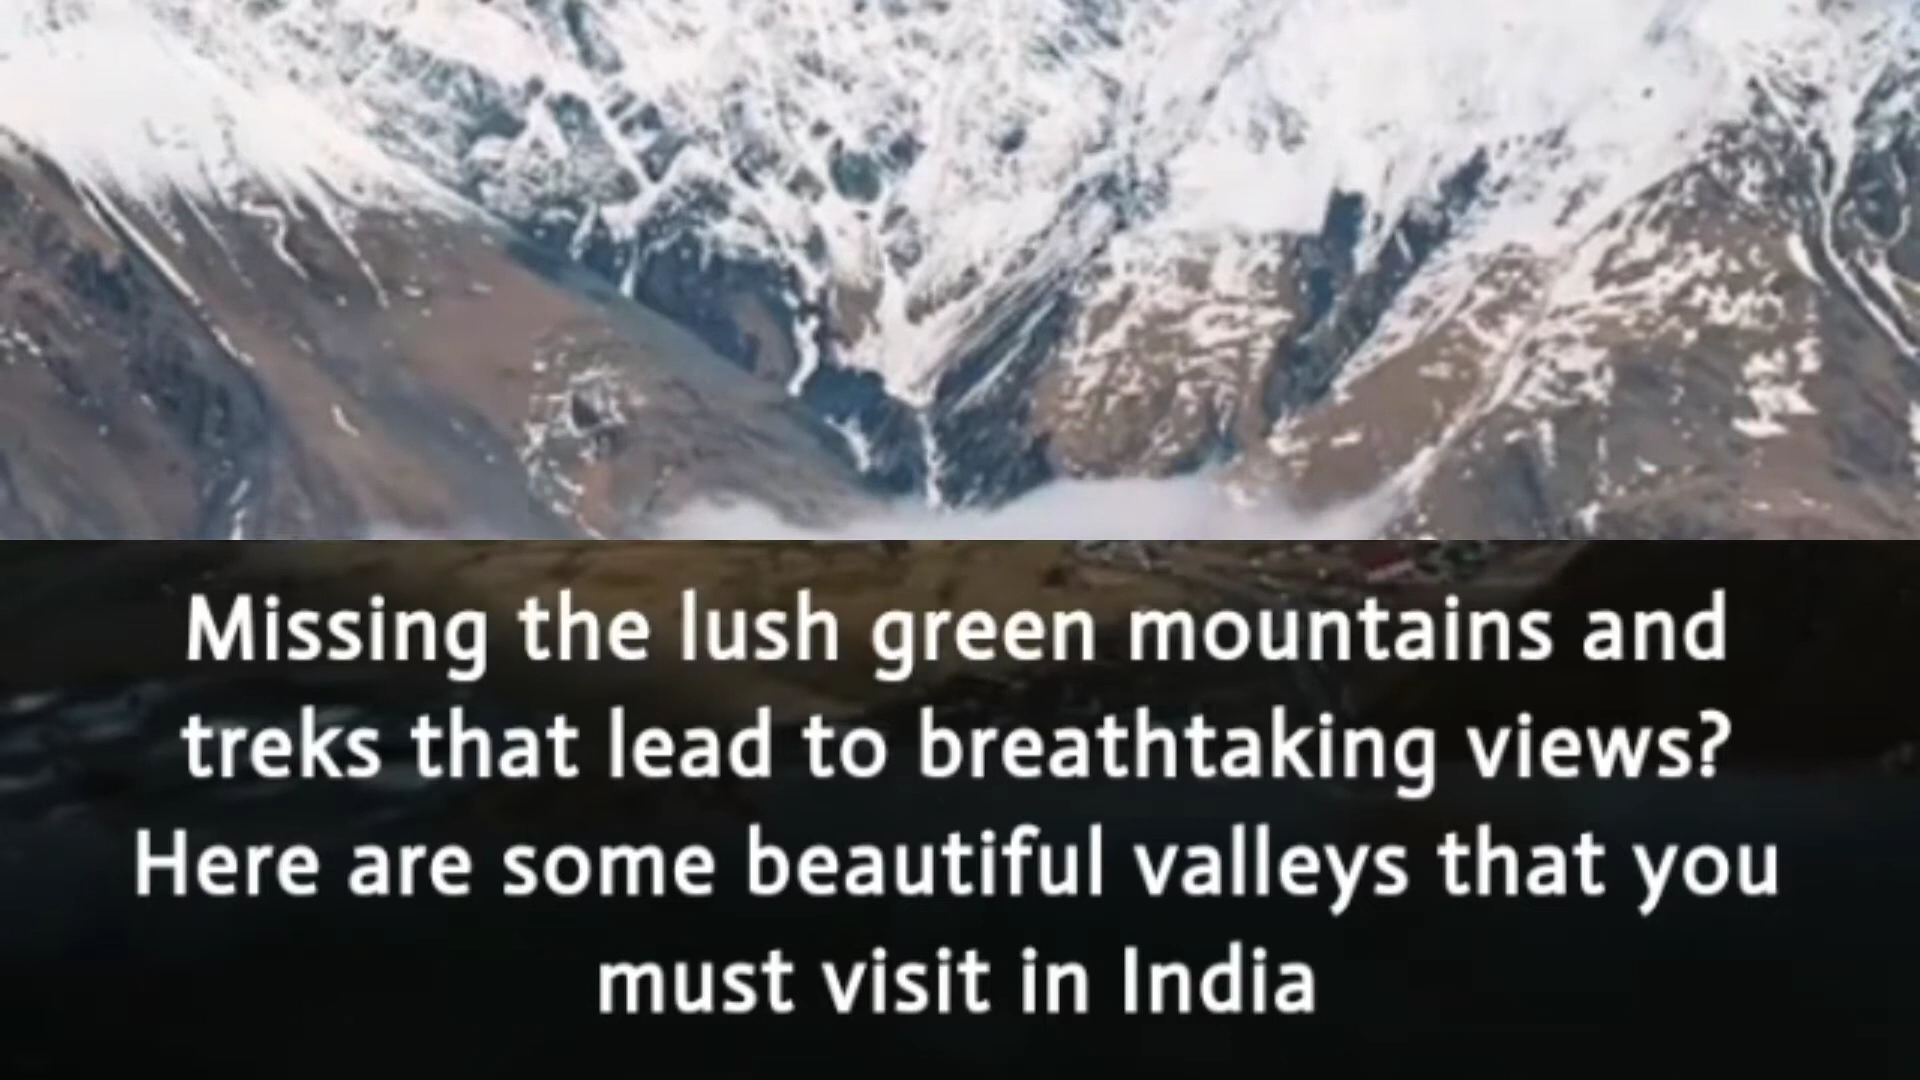 Missing the lush green mountains and
treks that lead to breathtaking views?
Here are some beautiful valleys that you
must visit in India